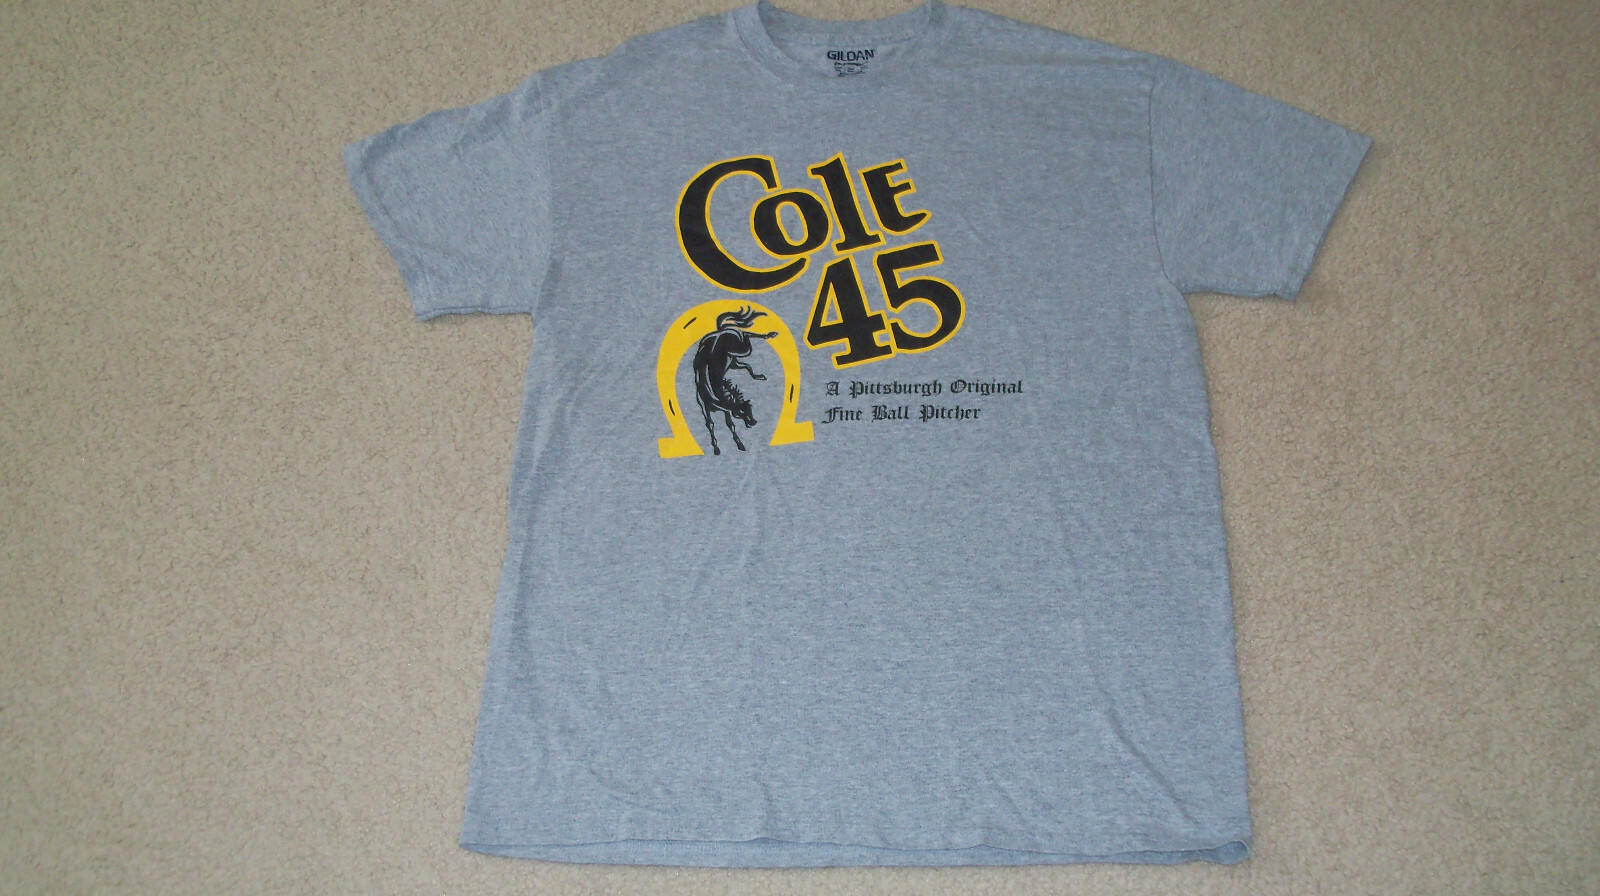 GILDAN
ColE
45
A Pittsburgh Original
Fine Ball Pitcher